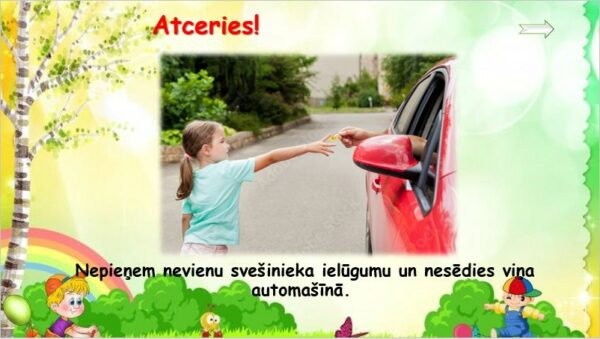 Atceries!
Nepieņem nevienu svešinieka ielūgumu un nesēdies viņa
automašīnā.